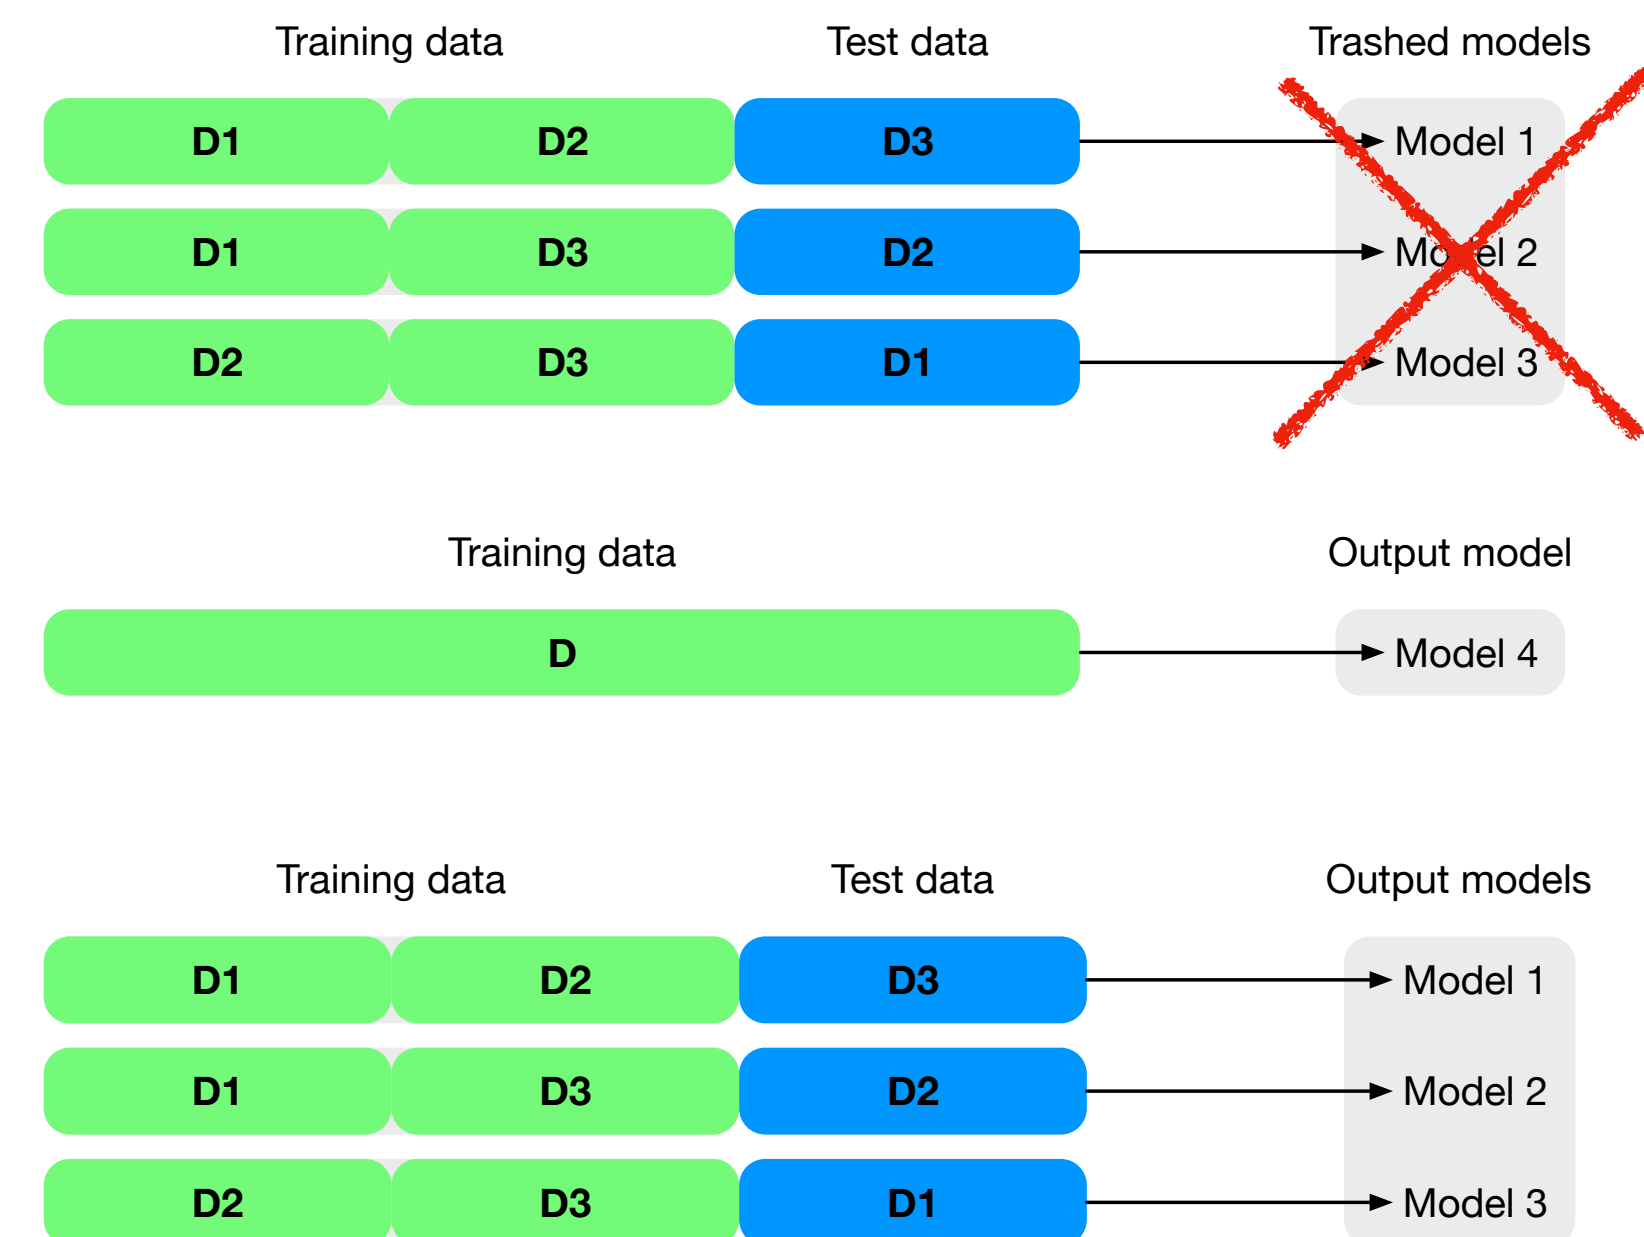 Training data Test data Trashed models
D1 D2 D3 Model 1
D1 D3 D2 Model 2
D2 D3 D1 Model 3
Training data Output model
D Model 4
Training data Test data Output models
D1 D2 D3 Model 1
D1 D3 D2 Model 2
D2 D3 D1 Model 3